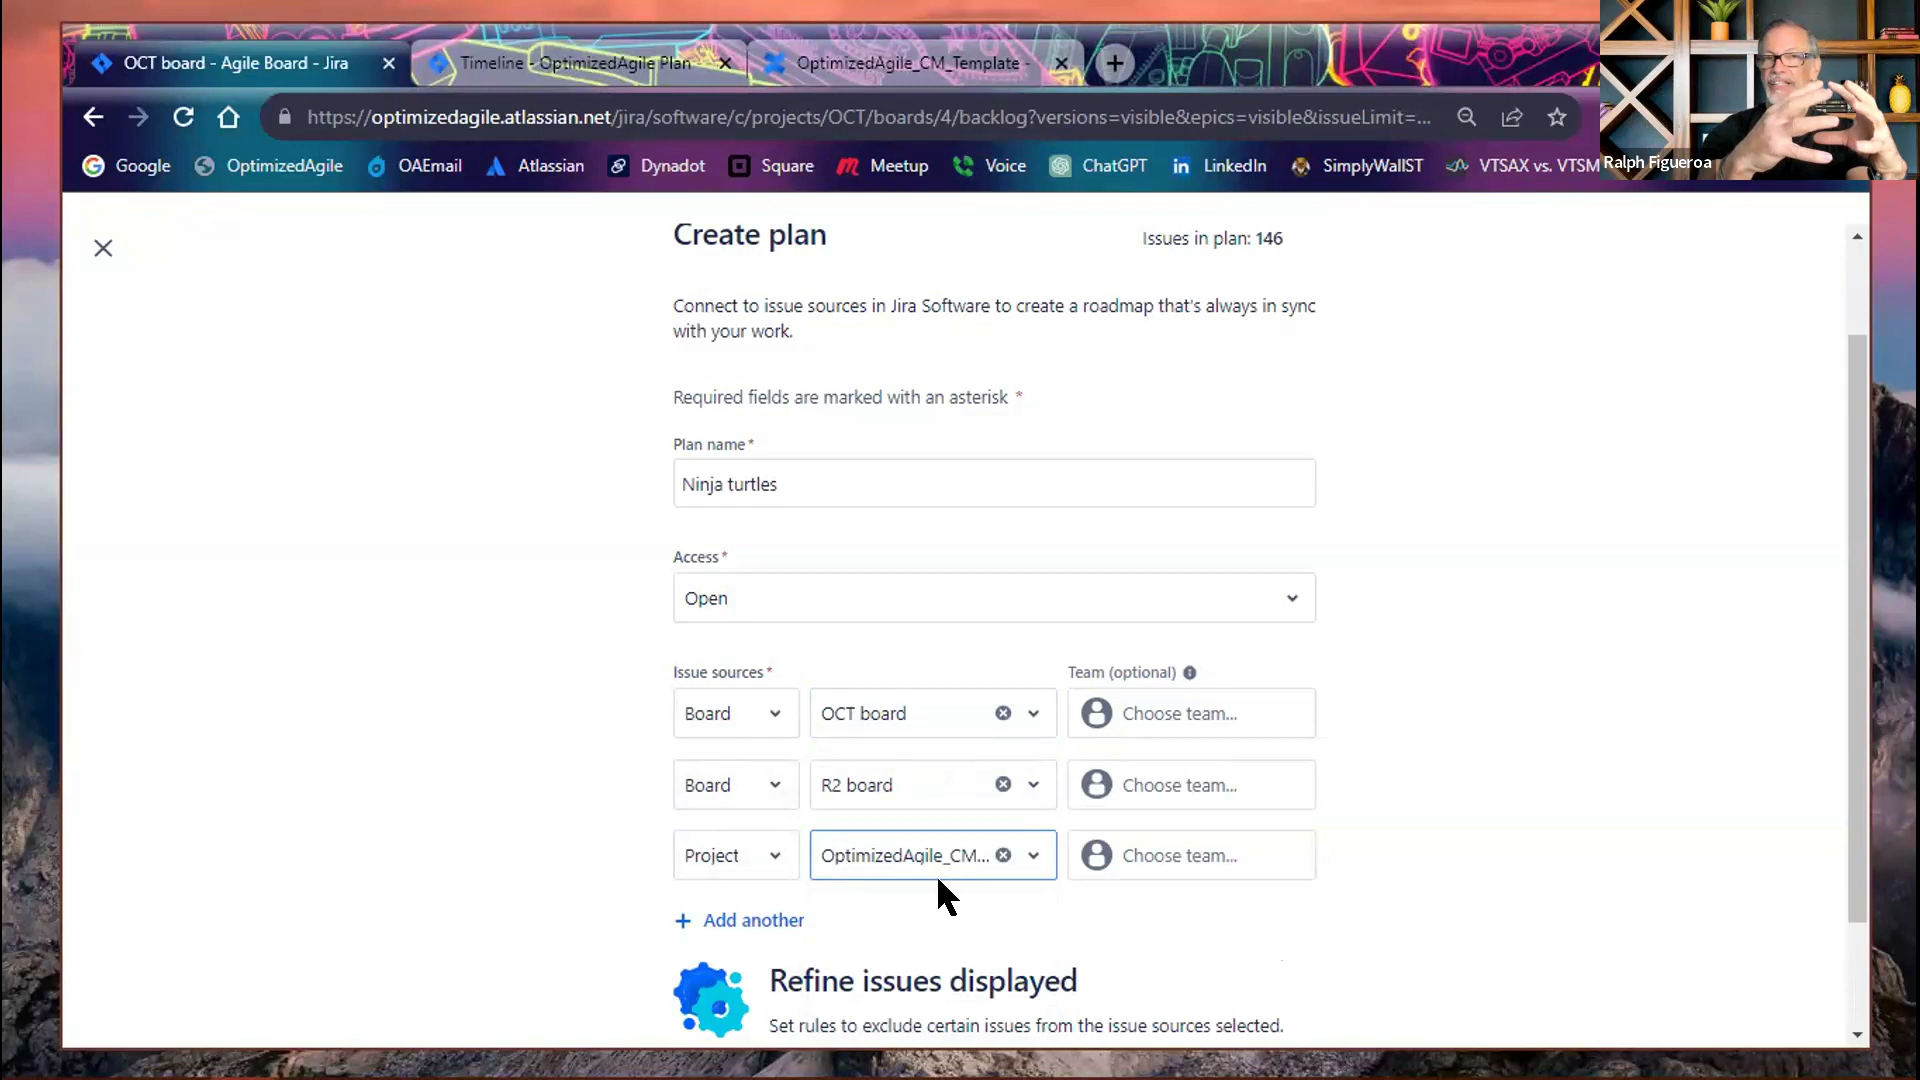 OCT board - Agile Board - Jira
Timeline - OptimizedAgile Plan
OptimizedAgile_CM_Template -
https://optimizedagile.atlassian.net/jira/software/c/projects/OCT/boards/4/backlog?versions=visible&epics=visible&issueLimit=...
Google OptimizedAgile OAEmail Atlassian Dynadot Square Meetup Voice ChatGPT LinkedIn SimplyWallST VTSAX vs. VTSM
Ralph Figueroa
Create plan
Issues in plan: 146
Connect to issue sources in Jira Software to create a roadmap that's always in sync
with your work.
Required fields are marked with an asterisk *
Plan name*
Ninja turtles
Access*
Open
Issue sources* Team (optional)
Board OCT board Choose team...
Board R2 board Choose team...
Project OptimizedAgile_CM... Choose team...
+ Add another
Refine issues displayed
Set rules to exclude certain issues from the issue sources selected.